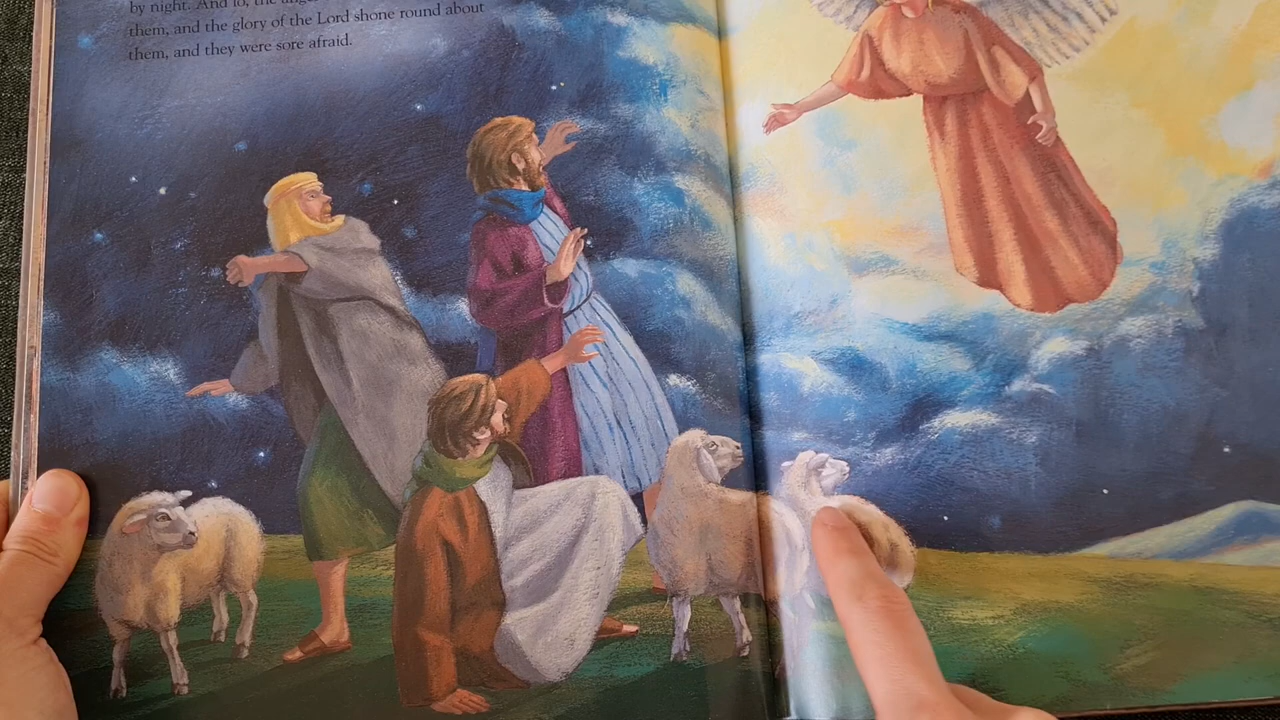 by night. And lo, the angel
them, and the glory of the Lord shone round about
them, and they were sore afraid.